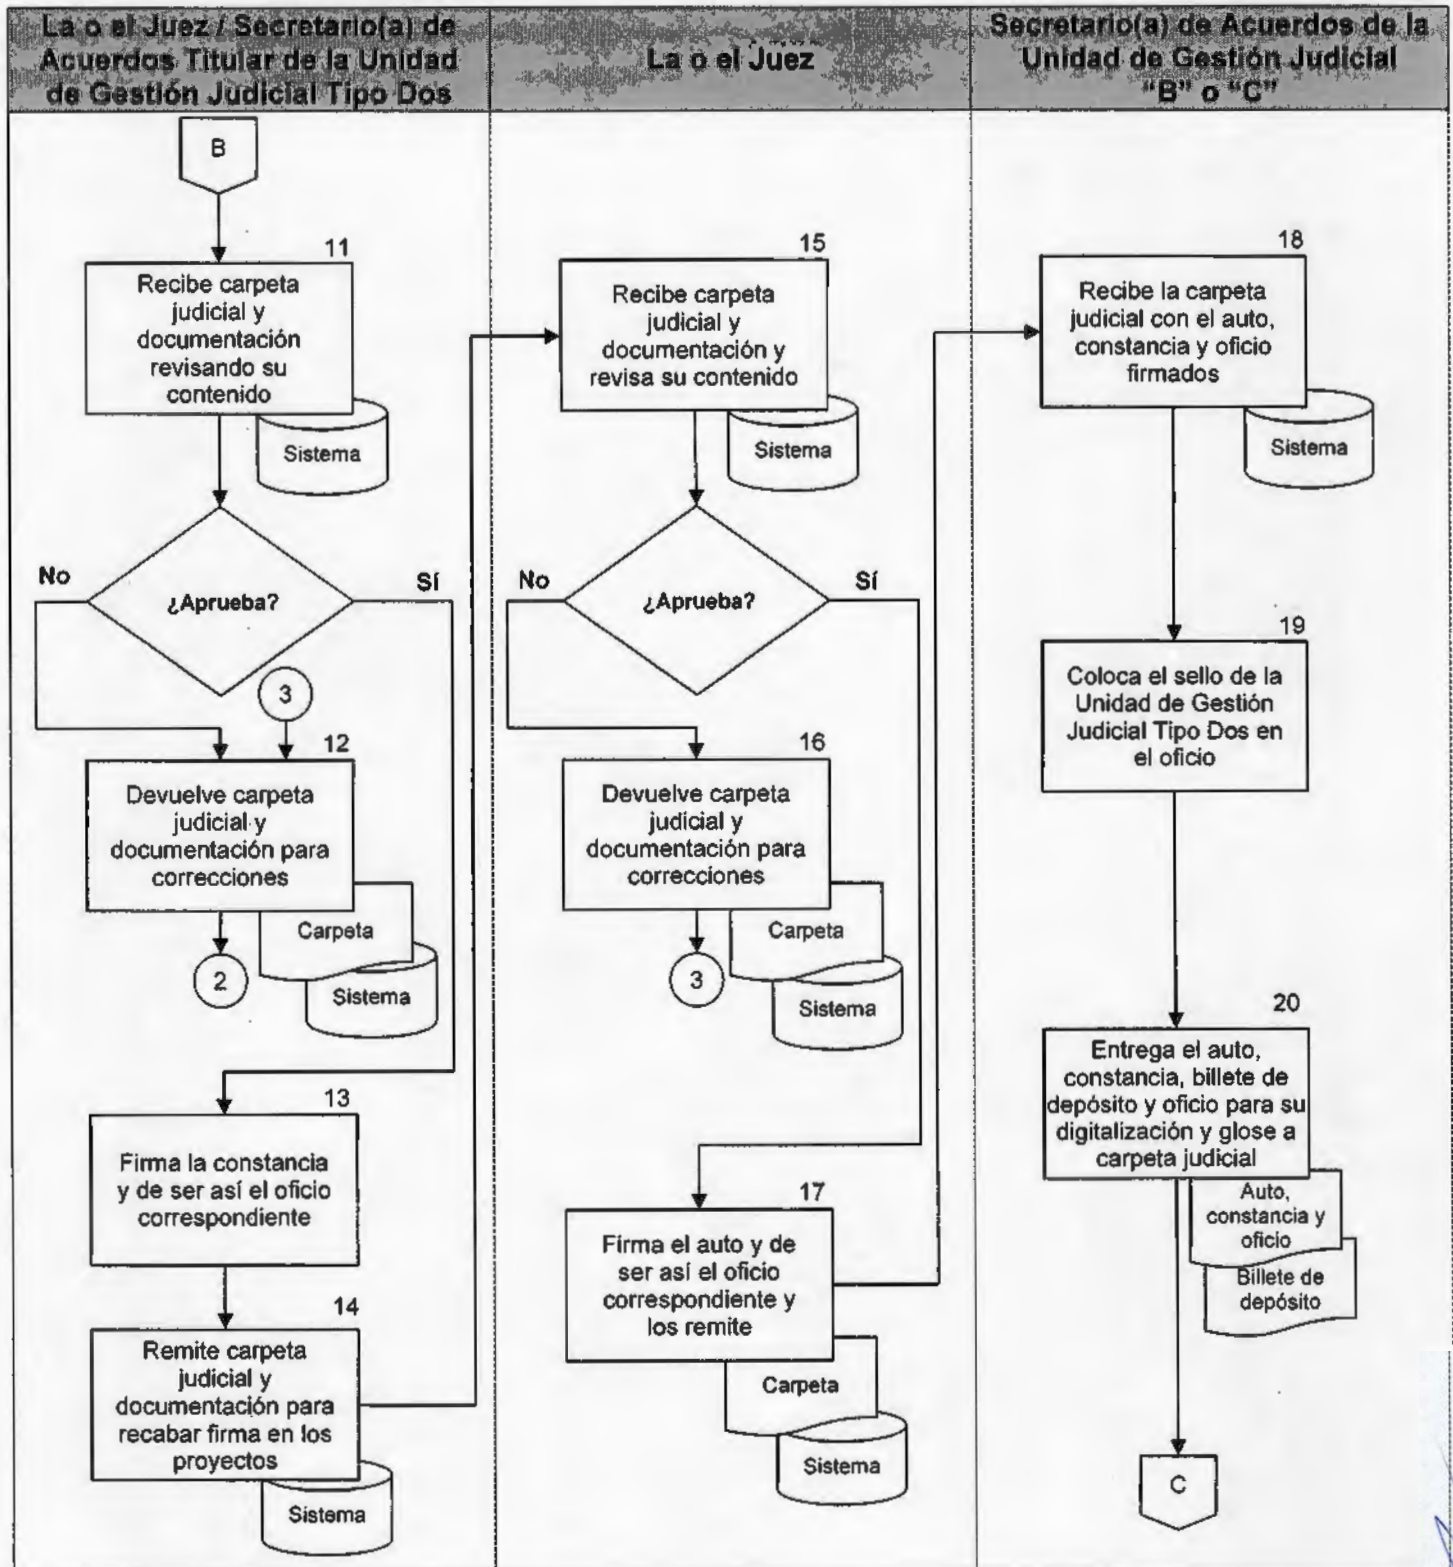 La o el Juez / Secretario(a) de
Acuerdos Titular de la Unidad
de Gestión Judicial Tipo Dos
La o el Juez
Secretario(a) de Acuerdos de la
Unidad de Gestión Judicial
"B" o "C"
B
11
Recibe carpeta
judicial y
documentación
revisando su
contenido
Sistema
¿Aprueba?
No
Sí
3
12
Devuelve carpeta
judicial y
documentación para
correcciones
Carpeta
Sistema
2
13
Firma la constancia
y de ser así el oficio
correspondiente
14
Remite carpeta
judicial y
documentación para
recabar firma en los
proyectos
Sistema
15
Recibe carpeta
judicial y
documentación y
revisa su contenido
Sistema
¿Aprueba?
No
Sí
16
Devuelve carpeta
judicial y
documentación para
correcciones
Carpeta
Sistema
3
17
Firma el auto y de
ser así el oficio
correspondiente y
los remite
Carpeta
Sistema
18
Recibe la carpeta
judicial con el auto,
constancia y oficio
firmados
Sistema
19
Coloca el sello de la
Unidad de Gestión
Judicial Tipo Dos en
el oficio
20
Entrega el auto,
constancia, billete de
depósito y oficio para su
digitalización y glose a
carpeta judicial
Auto,
constancia y
oficio
Billete de
depósito
C